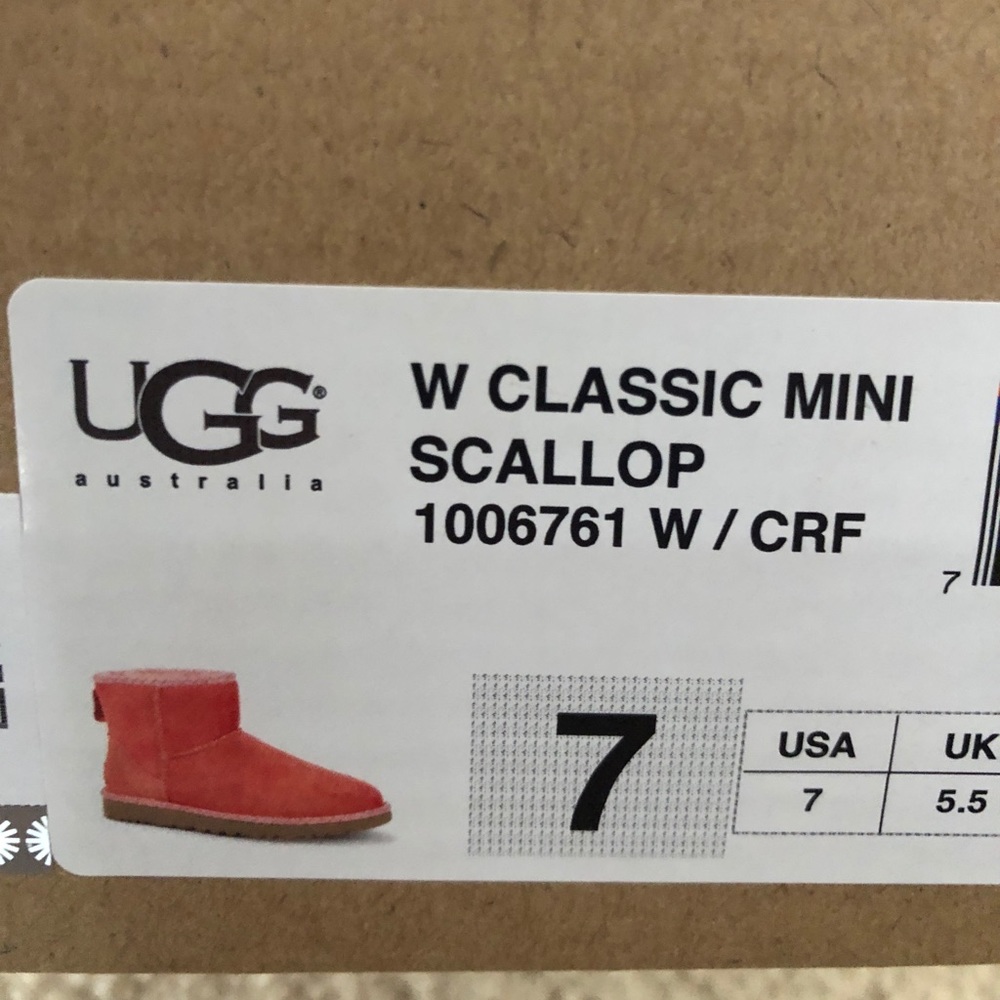 UGG®
australia
W CLASSIC MINI
SCALLOP
1006761 W / CRF
7
7
USA UK
7 5.5